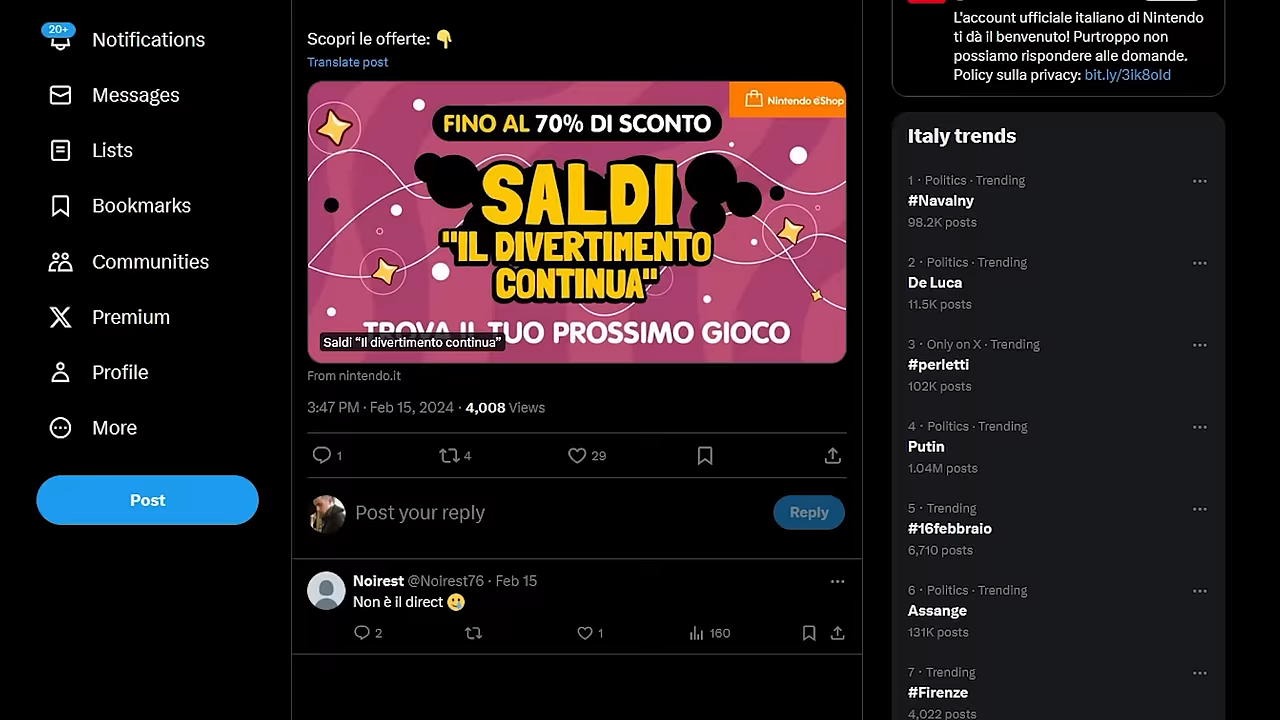 20+
Notifications
Messages
Lists
Bookmarks
Communities
Premium
Profile
More
Post
Scopri le offerte: 👇
Translate post
Nintendo eShop
FINO AL 70% DI SCONTO
SALDI
"IL DIVERTIMENTO
CONTINUA"
TROVA IL TUO PROSSIMO GIOCO
Saldi “Il divertimento continua”
From nintendo.it
3:47 PM · Feb 15, 2024 · 4,008 Views
1
4
29
Post your reply
Reply
Noirest @Noirest76 · Feb 15
Non è il direct 🥲
2
1
160
L'account ufficiale italiano di Nintendo
ti dà il benvenuto! Purtroppo non
possiamo rispondere alle domande.
Policy sulla privacy: bit.ly/3ik8old
Italy trends
1 · Politics · Trending
#Navalny
98.2K posts
2 · Politics · Trending
De Luca
11.5K posts
3 · Only on X · Trending
#perletti
102K posts
4 · Politics · Trending
Putin
1.04M posts
5 · Trending
#16febbraio
6,710 posts
6 · Politics · Trending
Assange
131K posts
7 · Trending
#Firenze
4,022 posts